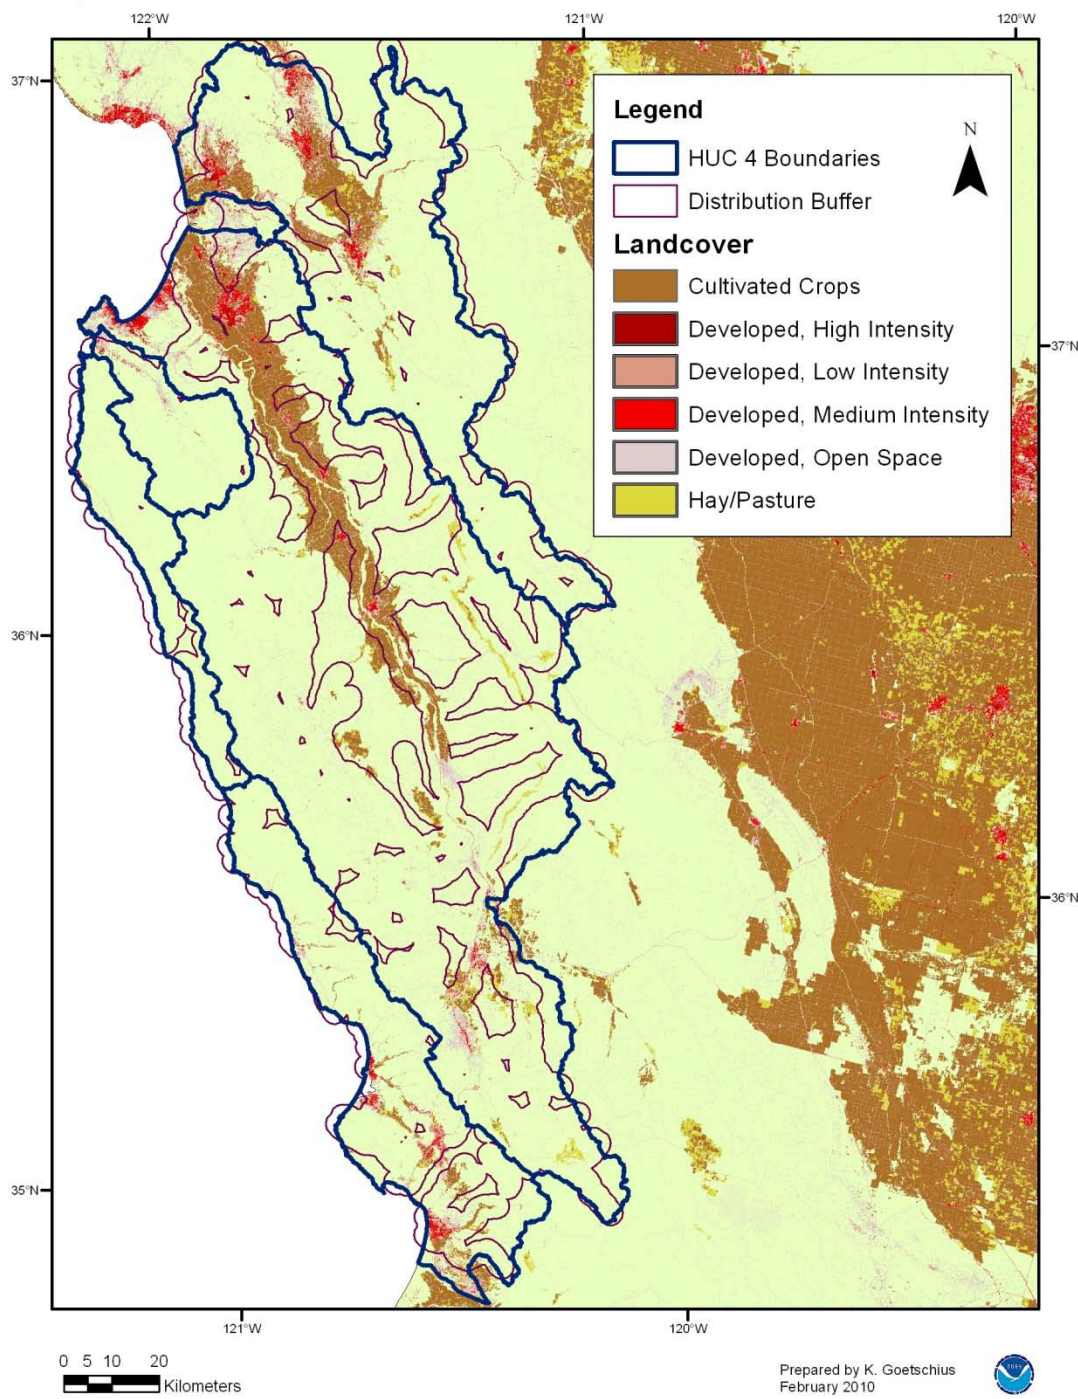 122°W
121°W
120°W
37°N
Legend
N
HUC 4 Boundaries
Distribution Buffer
Landcover
Cultivated Crops
Developed, High Intensity
37°N
Developed, Low Intensity
Developed, Medium Intensity
Developed, Open Space
Hay/Pasture
36°N
36°N
35°N
121°W
120°W
0 5 10 20
Kilometers
Prepared by K. Goetschius
February 2010